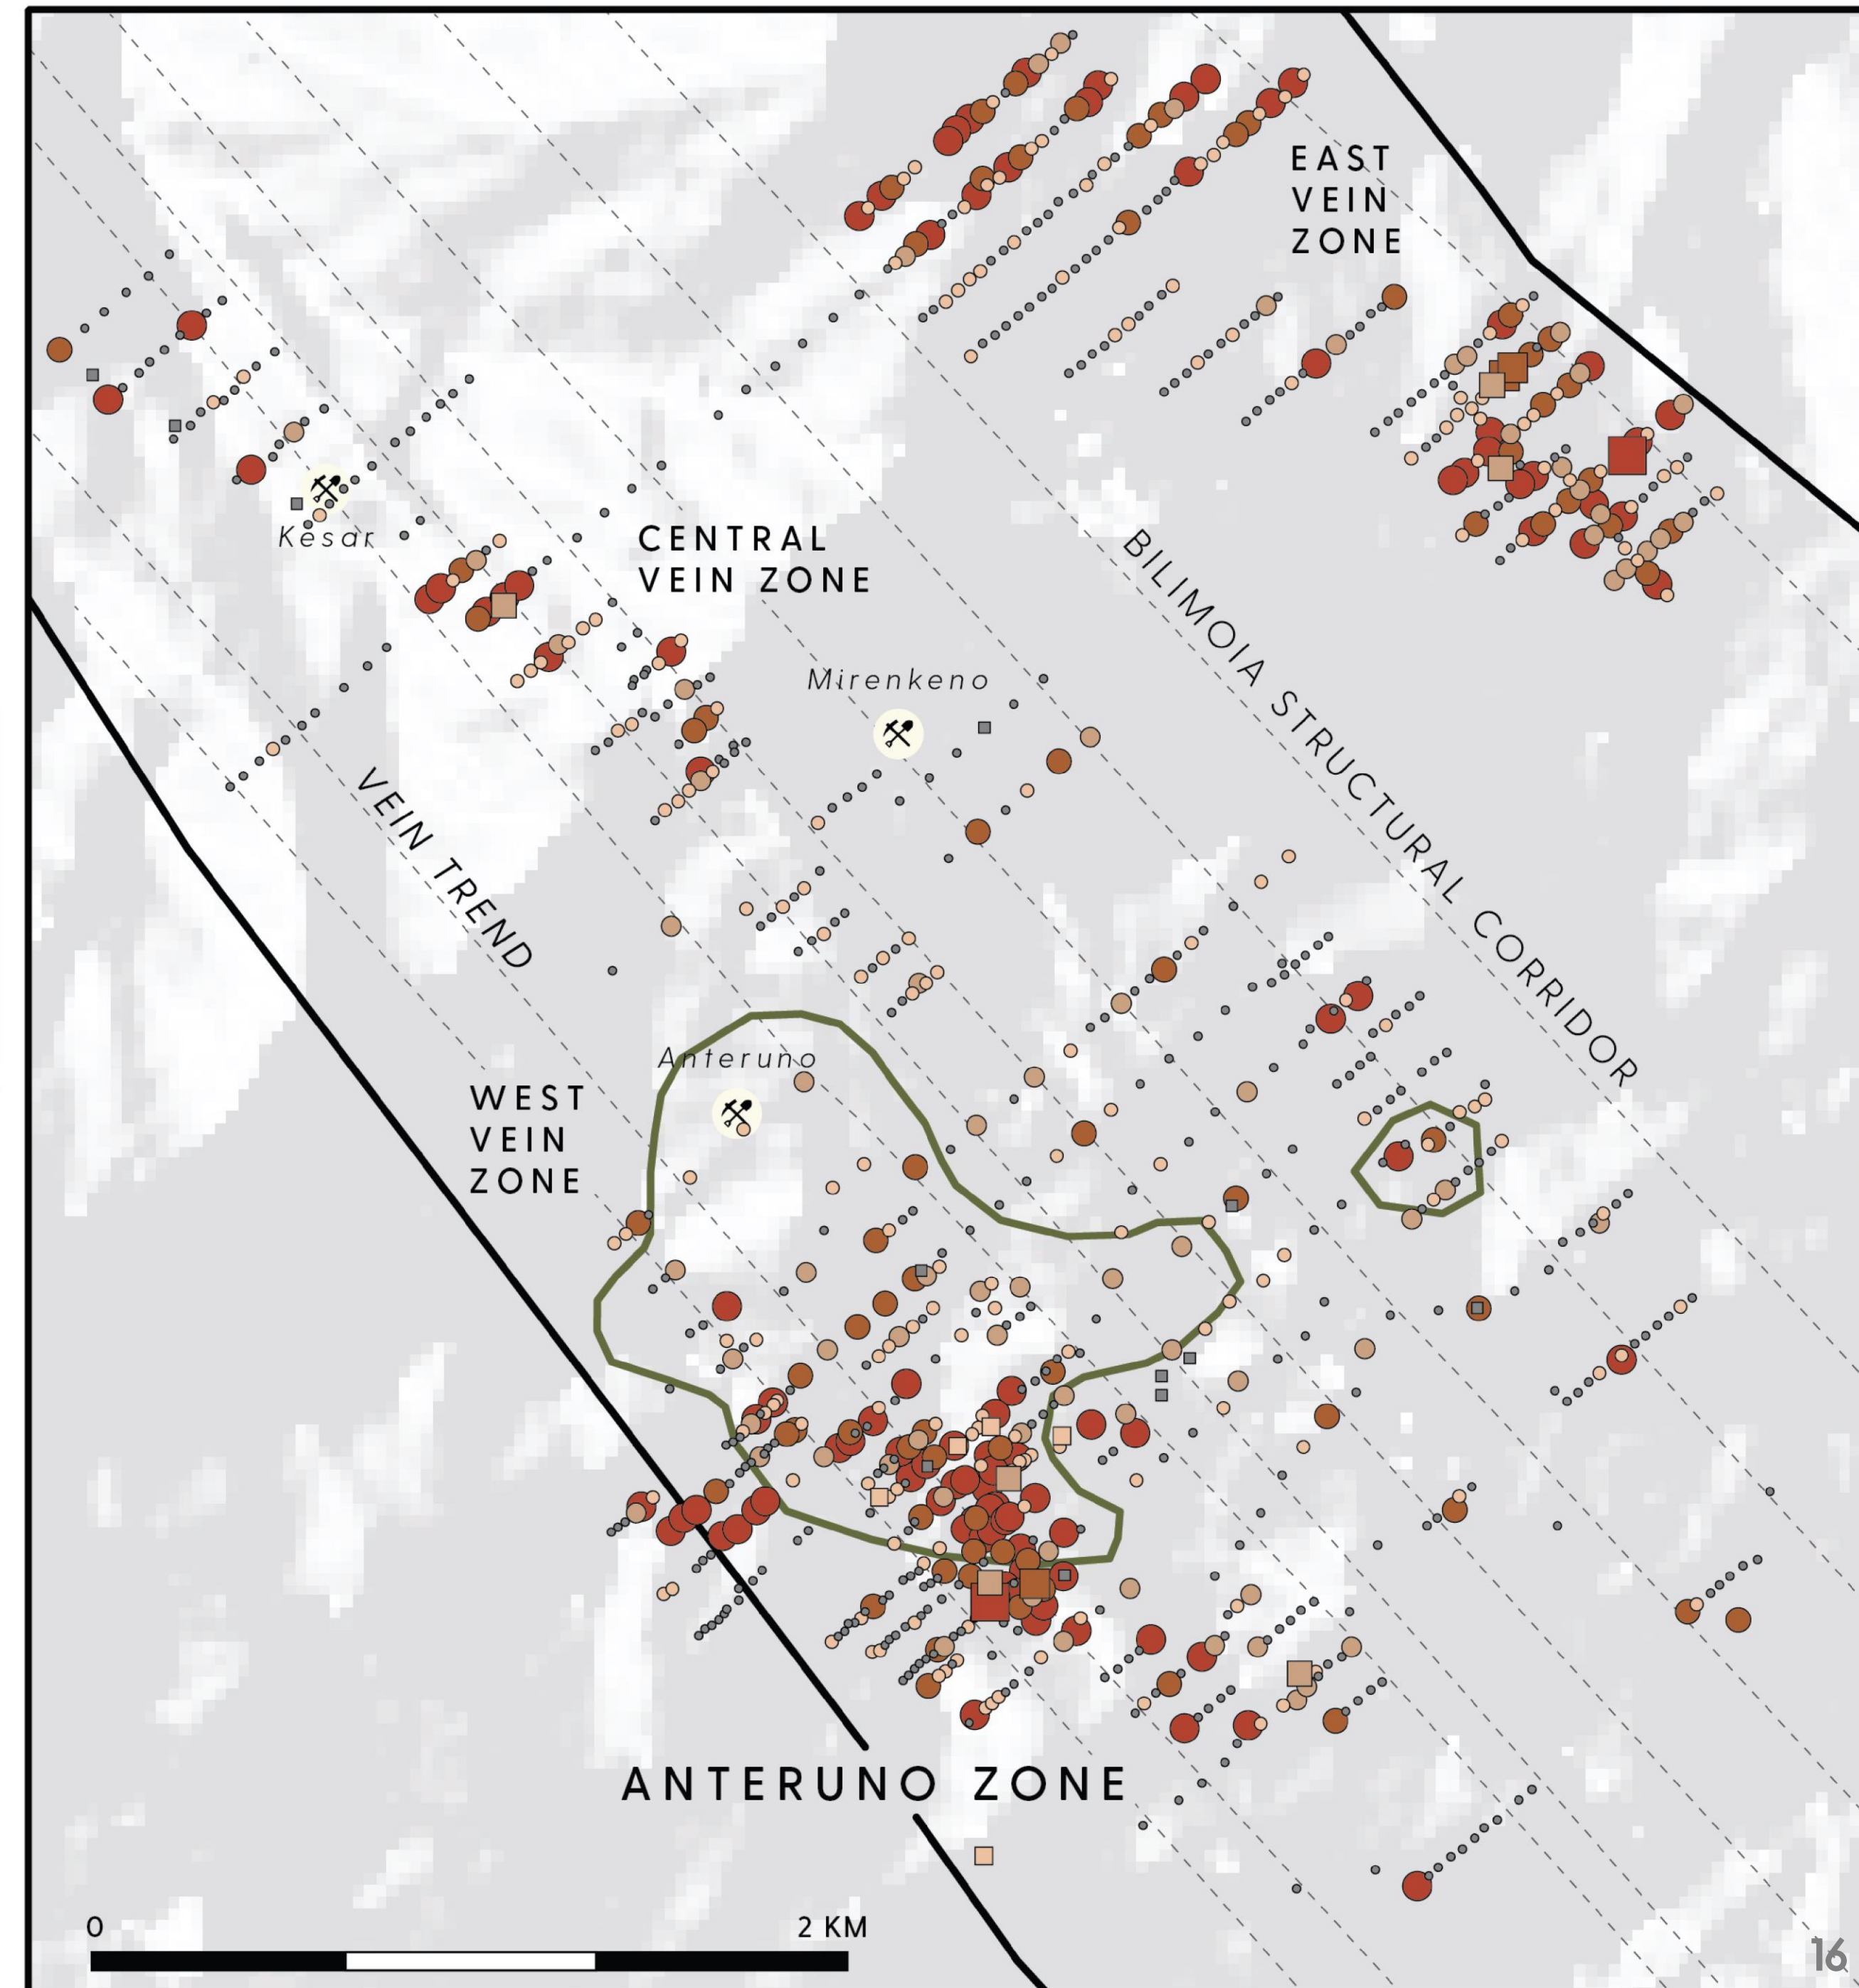 EAST
VEIN
ZONE
Kesar
CENTRAL
VEIN ZONE
BILIMOIA STRUCTURAL CORRIDOR
Mirenkeno
VEIN TREND
Anteruno
WEST
VEIN
ZONE
ANTERUNO ZONE
0
2 KM
16